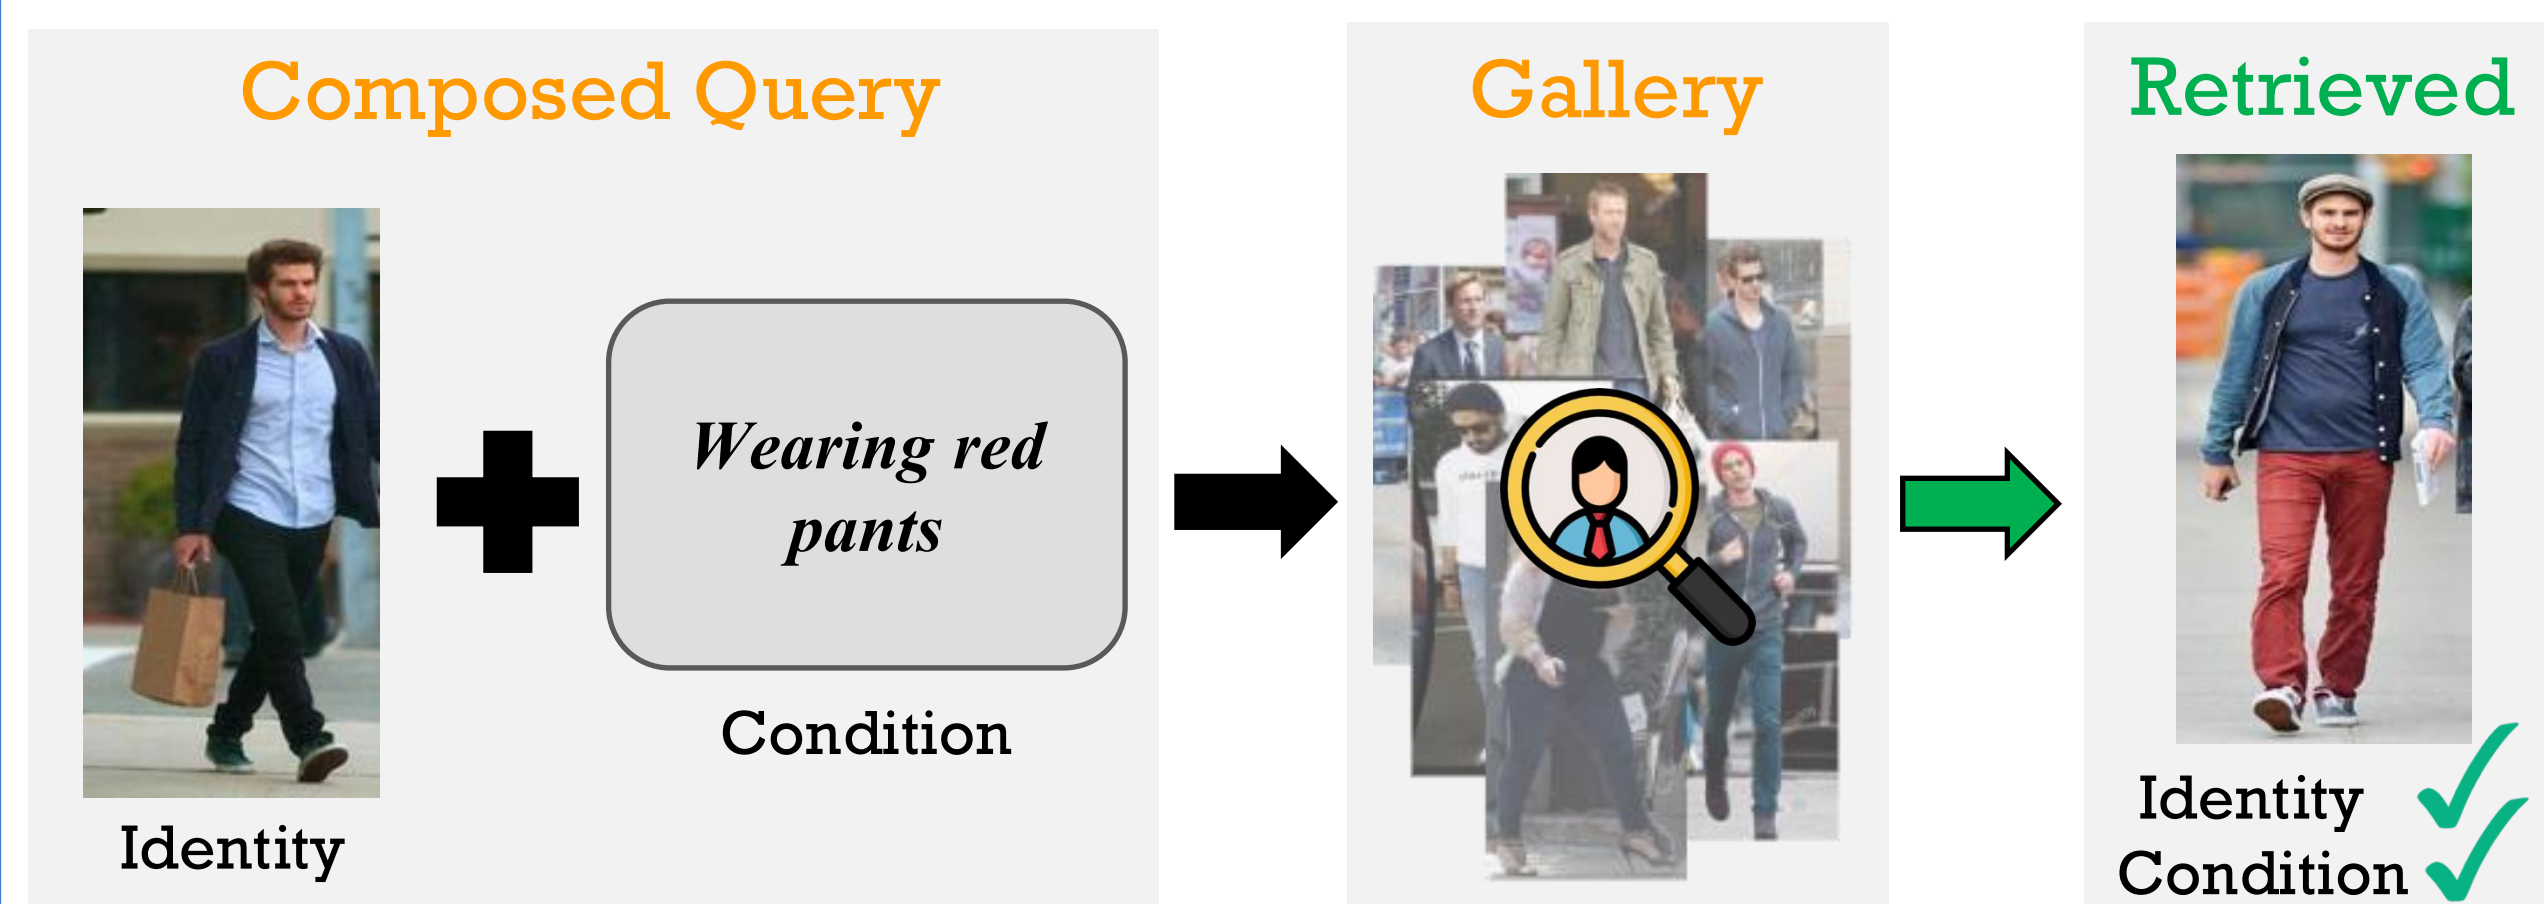 Composed Query
Gallery
Retrieved
Wearing red
pants
Condition
Identity
Identity
Condition